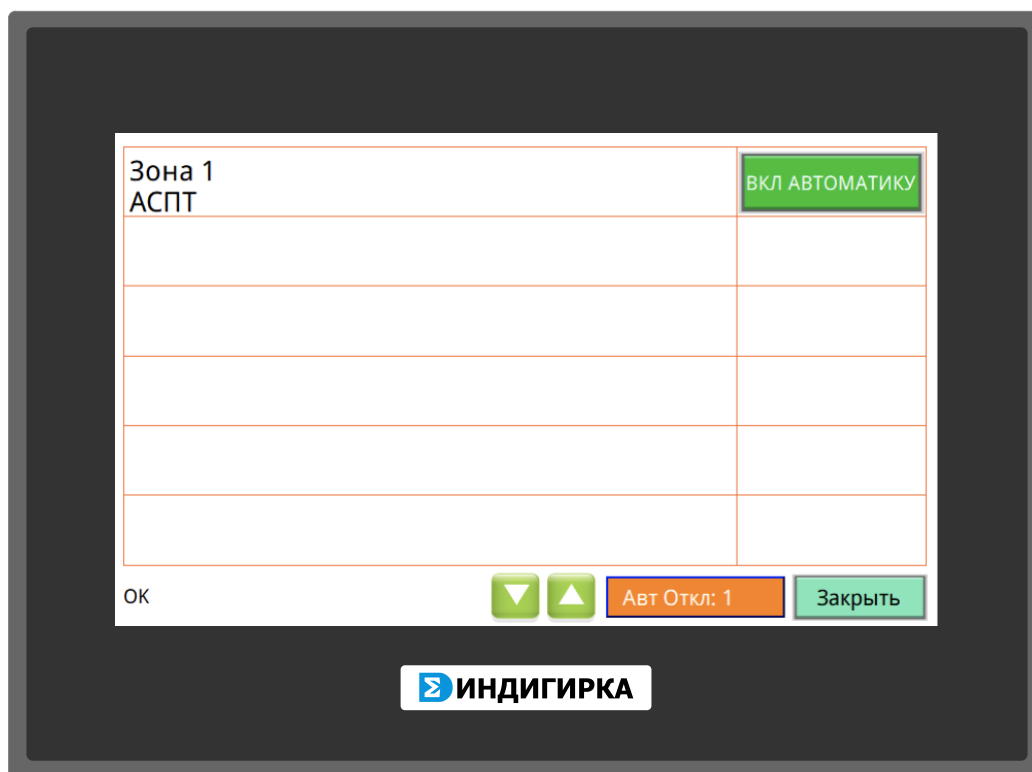 Зона 1
АСПТ
ВКЛ АВТОМАТИКУ
ОК
Авт Откл: 1
Закрыть
ИНДИГИРКА